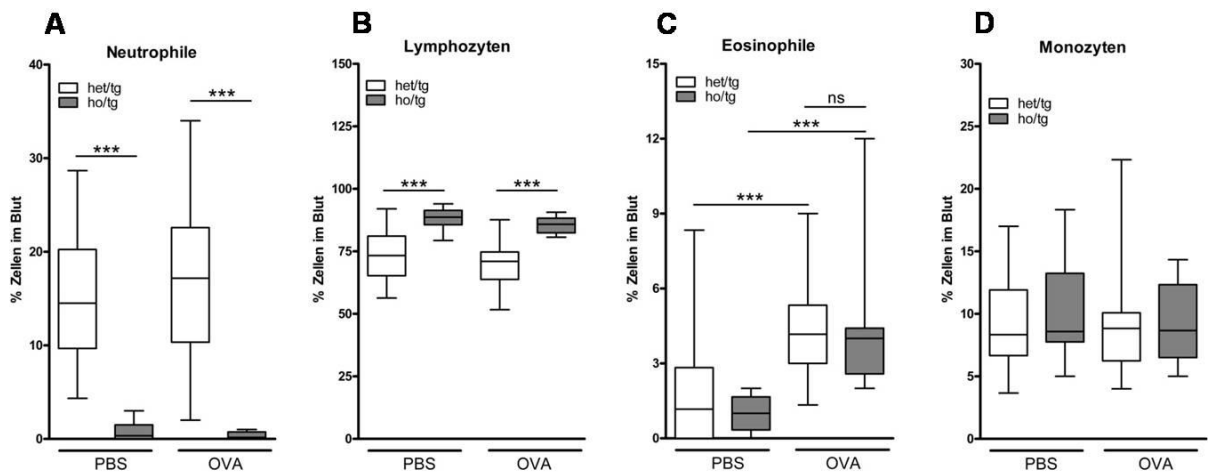 A
Neutrophile
het/tg
ho/tg
% Zellen im Blut
40
30
20
10
0
***
***
PBS
OVA
B
Lymphozyten
het/tg
ho/tg
% Zellen im Blut
150
125
100
75
50
25
0
***
***
PBS
OVA
C
Eosinophile
het/tg
ho/tg
% Zellen im Blut
15
12
9
6
3
0
ns
***
***
PBS
OVA
D
Monozyten
het/tg
ho/tg
% Zellen im Blut
30
25
20
15
10
5
0
PBS
OVA